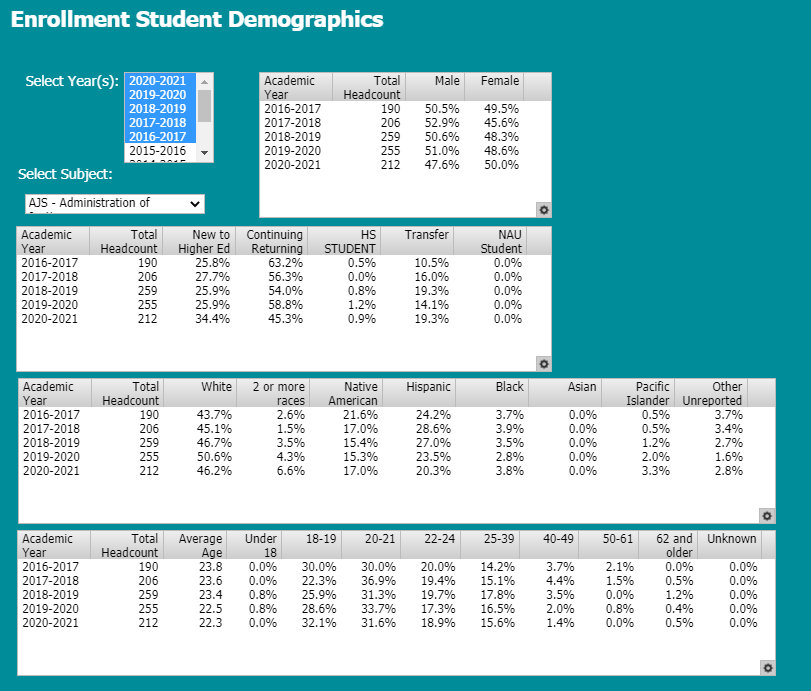 Enrollment Student Demographics
Select Year(s):
2020-2021
2019-2020
2018-2019
2017-2018
2016-2017
2015-2016
Select Subject:
AJS - Administration of
Academic Year Total Headcount Male Female
2016-2017 190 50.5% 49.5%
2017-2018 206 52.9% 45.6%
2018-2019 259 50.6% 48.3%
2019-2020 255 51.0% 48.6%
2020-2021 212 47.6% 50.0%
Academic Year Total Headcount New to Higher Ed Continuing Returning HS STUDENT Transfer NAU Student
2016-2017 190 25.8% 63.2% 0.5% 10.5% 0.0%
2017-2018 206 27.7% 56.3% 0.0% 16.0% 0.0%
2018-2019 259 25.9% 54.0% 0.8% 19.3% 0.0%
2019-2020 255 25.9% 58.8% 1.2% 14.1% 0.0%
2020-2021 212 34.4% 45.3% 0.9% 19.3% 0.0%
Academic Year Total Headcount White 2 or more races Native American Hispanic Black Asian Pacific Islander Other Unreported
2016-2017 190 43.7% 2.6% 21.6% 24.2% 3.7% 0.0% 0.5% 3.7%
2017-2018 206 45.1% 1.5% 17.0% 28.6% 3.9% 0.0% 0.5% 3.4%
2018-2019 259 46.7% 3.5% 15.4% 27.0% 3.5% 0.0% 1.2% 2.7%
2019-2020 255 50.6% 4.3% 15.3% 23.5% 2.8% 0.0% 2.0% 1.6%
2020-2021 212 46.2% 6.6% 17.0% 20.3% 3.8% 0.0% 3.3% 2.8%
Academic Year Total Headcount Average Age Under 18 18-19 20-21 22-24 25-39 40-49 50-61 62 and older Unknown
2016-2017 190 23.8 0.0% 30.0% 30.0% 20.0% 14.2% 3.7% 2.1% 0.0% 0.0%
2017-2018 206 23.6 0.0% 22.3% 36.9% 19.4% 15.1% 4.4% 1.5% 0.5% 0.0%
2018-2019 259 23.4 0.8% 25.9% 31.3% 19.7% 17.8% 3.5% 0.0% 1.2% 0.0%
2019-2020 255 22.5 0.8% 28.6% 33.7% 17.3% 16.5% 2.0% 0.8% 0.4% 0.0%
2020-2021 212 22.3 0.0% 32.1% 31.6% 18.9% 15.6% 1.4% 0.0% 0.5% 0.0%